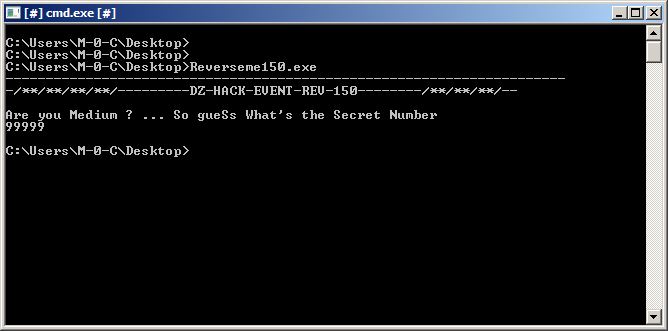 [#] cmd.exe [#]
C:\Users\M-0-C\Desktop>
C:\Users\M-0-C\Desktop>
C:\Users\M-0-C\Desktop>Reverseme150.exe
----------------------------------------------------------------------
-/**/**/**/**/---------DZ-HACK-EVENT-REV-150--------/**/**/**/--
Are you Medium ? ... So gueSs What's the Secret Number
99999
C:\Users\M-0-C\Desktop>